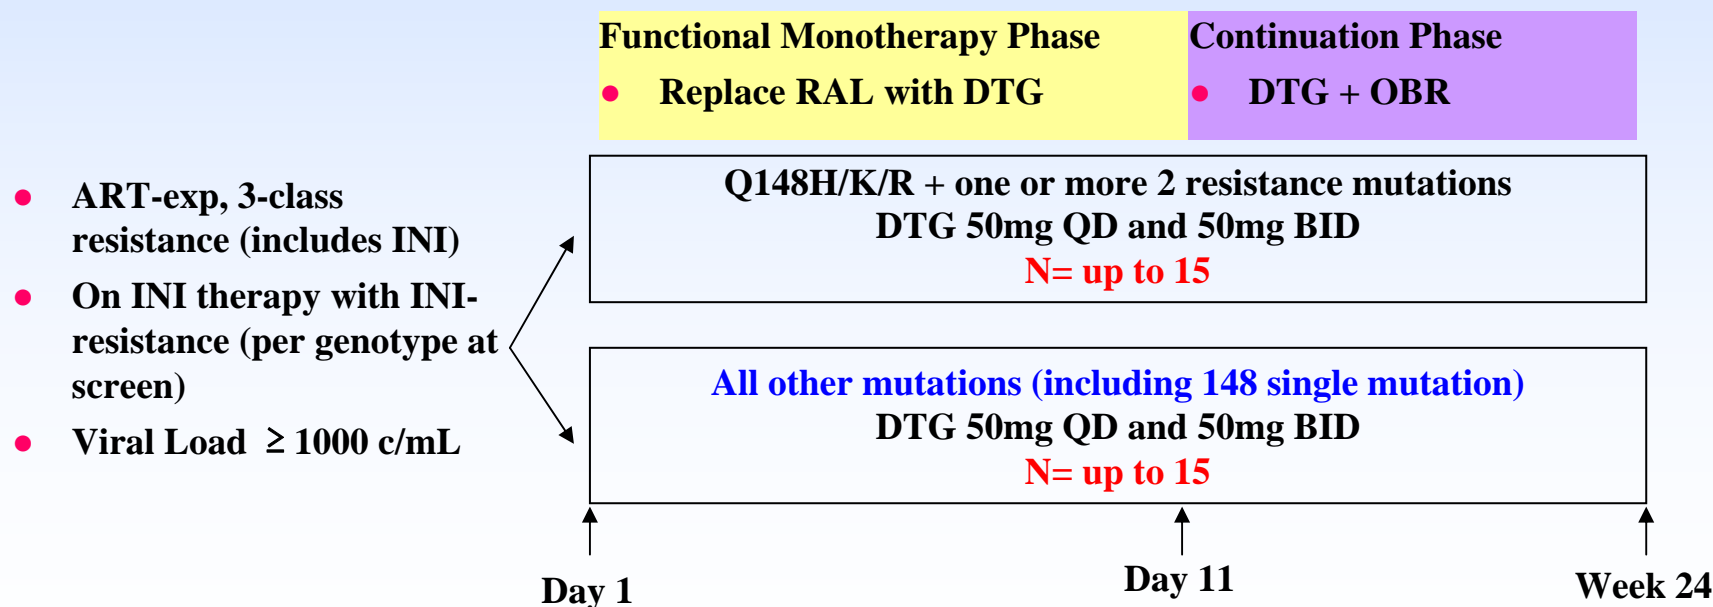 Functional Monotherapy Phase
● Replace RAL with DTG
Continuation Phase
● DTG + OBR
● ART-exp, 3-class
resistance (includes INI)
● On INI therapy with INI-
resistance (per genotype at
screen)
● Viral Load ≥ 1000 c/mL
Q148H/K/R + one or more 2 resistance mutations
DTG 50mg QD and 50mg BID
N= up to 15
All other mutations (including 148 single mutation)
DTG 50mg QD and 50mg BID
N= up to 15
Day 1
Day 11
Week 24